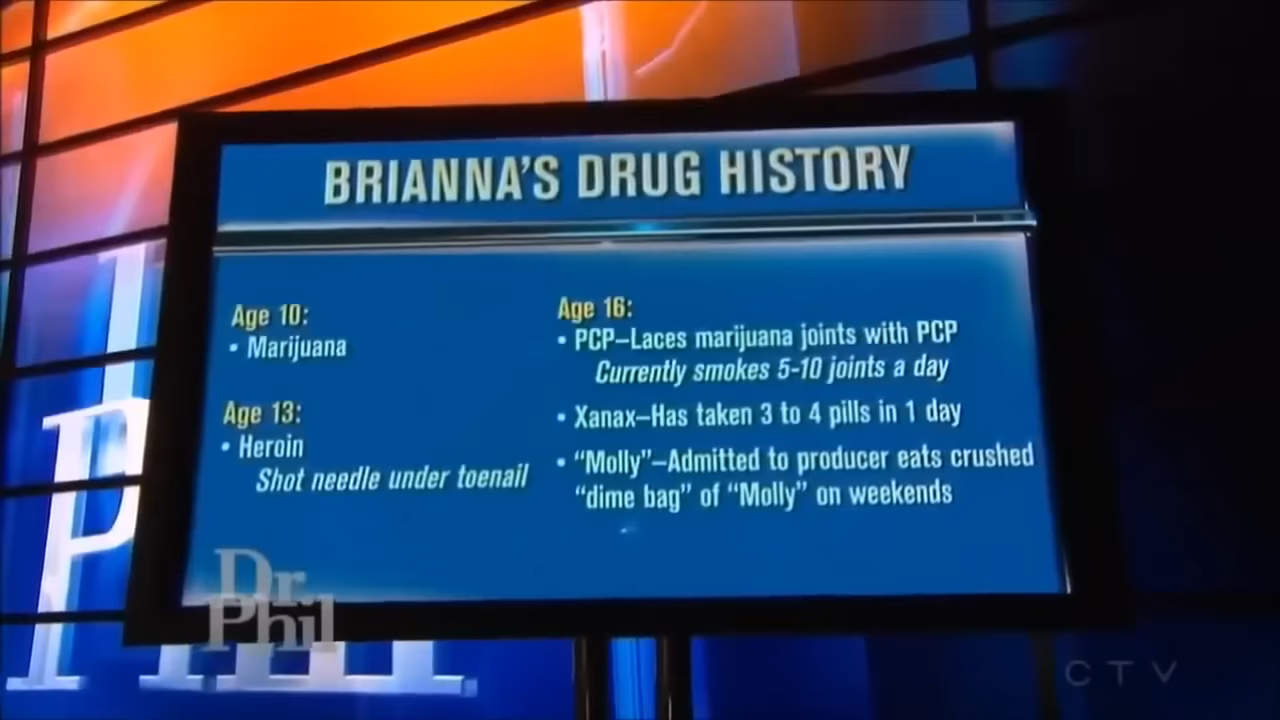 BRIANNA'S DRUG HISTORY
Age 10:
• Marijuana
Age 13:
• Heroin
Shot needle under toenail
Age 16:
• PCP–Laces marijuana joints with PCP
Currently smokes 5-10 joints a day
• Xanax–Has taken 3 to 4 pills in 1 day
• “Molly”–Admitted to producer eats crushed
“dime bag” of “Molly” on weekends
Dr.
Phil
CTV